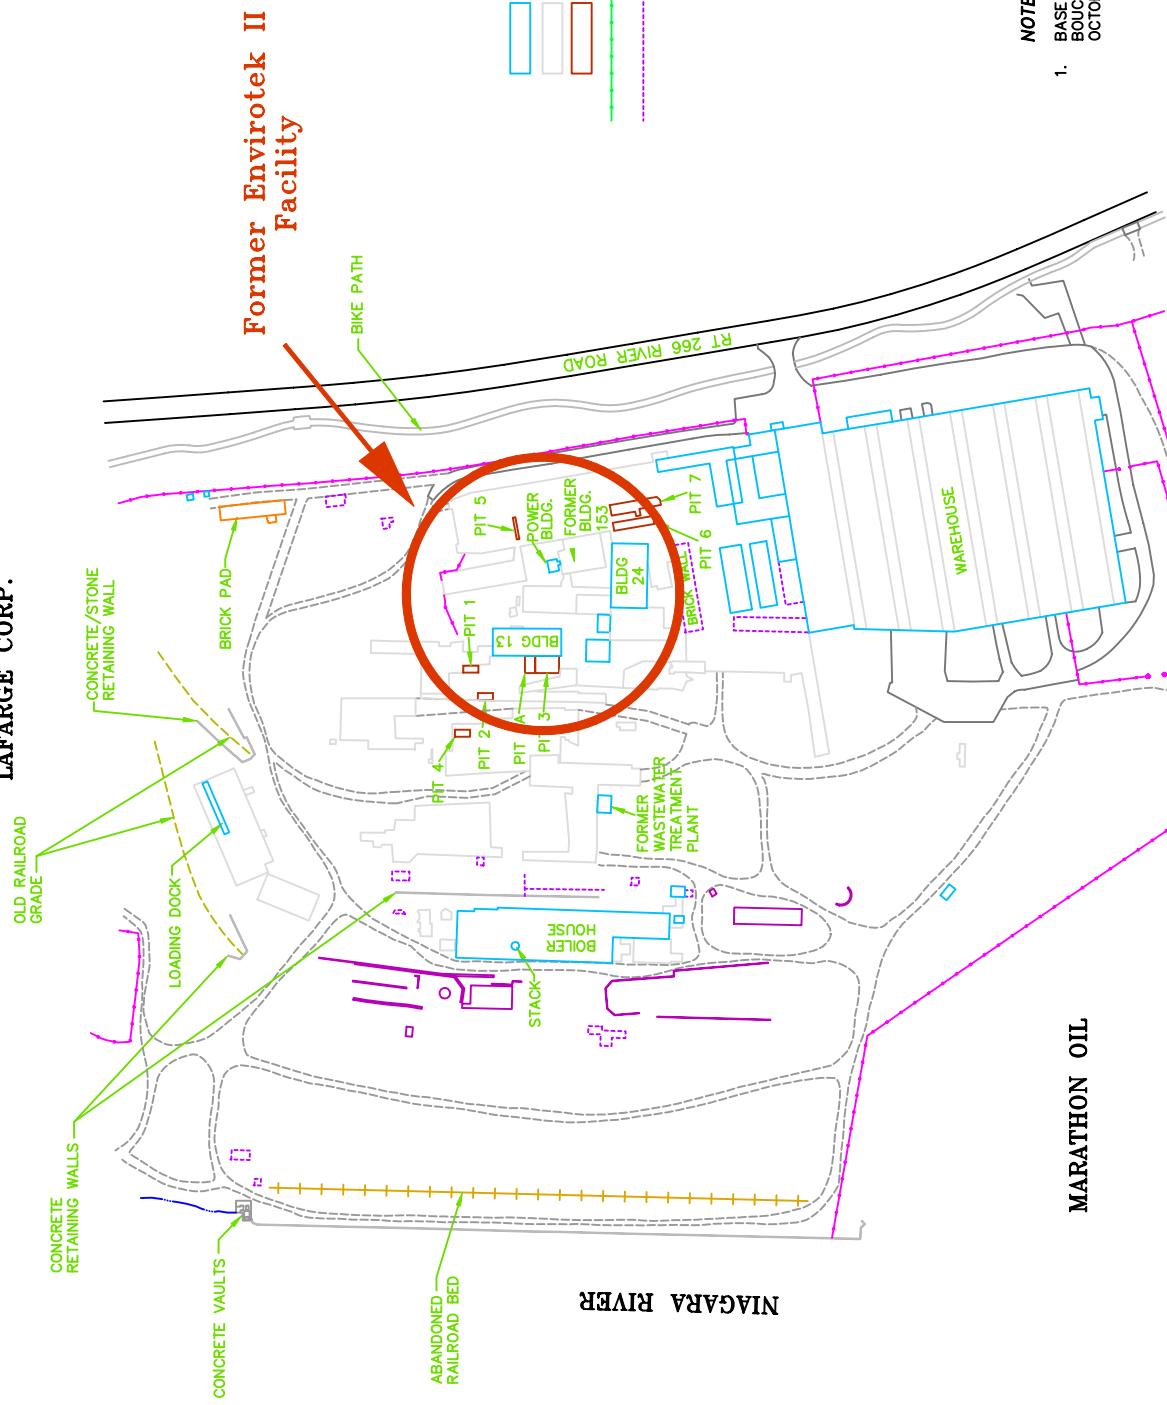 LAFARGE CORP.
Former Envirotek II
Facility
NOTE
1.
BASE
BOUC
OCTO
BIKE PATH
RT 266 RIVER ROAD
CONCRETE/STONE
RETAINING WALL
BRICK PAD
OLD RAILROAD
GRADE
LOADING DOCK
PIT 5
POWER
BLDG.
FORMER
BLDG.
153
PIT 7
PIT 6
BLDG
24
BRICK WALL
PIT 1
BLDG 13
PIT 2
PIT A
PIT 3
PIT 4
WAREHOUSE
FORMER
WASTEWATER
TREATMENT
PLANT
BOILER
HOUSE
STACK
CONCRETE
RETAINING WALLS
CONCRETE VAULTS
ABANDONED
RAILROAD BED
NIAGARA RIVER
MARATHON OIL